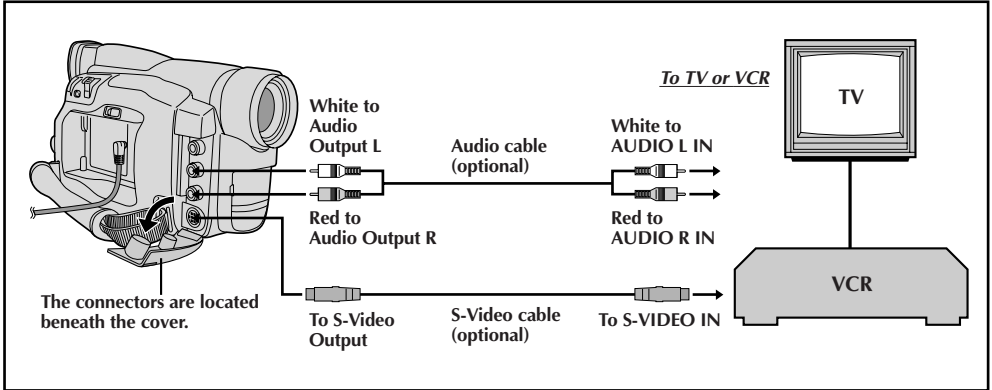 To TV or VCR
TV
White to
Audio
Output L
Audio cable
(optional)
White to
AUDIO L IN
Red to
Audio Output R
Red to
AUDIO R IN
The connectors are located
beneath the cover.
To S-Video
Output
S-Video cable
(optional)
To S-VIDEO IN
VCR